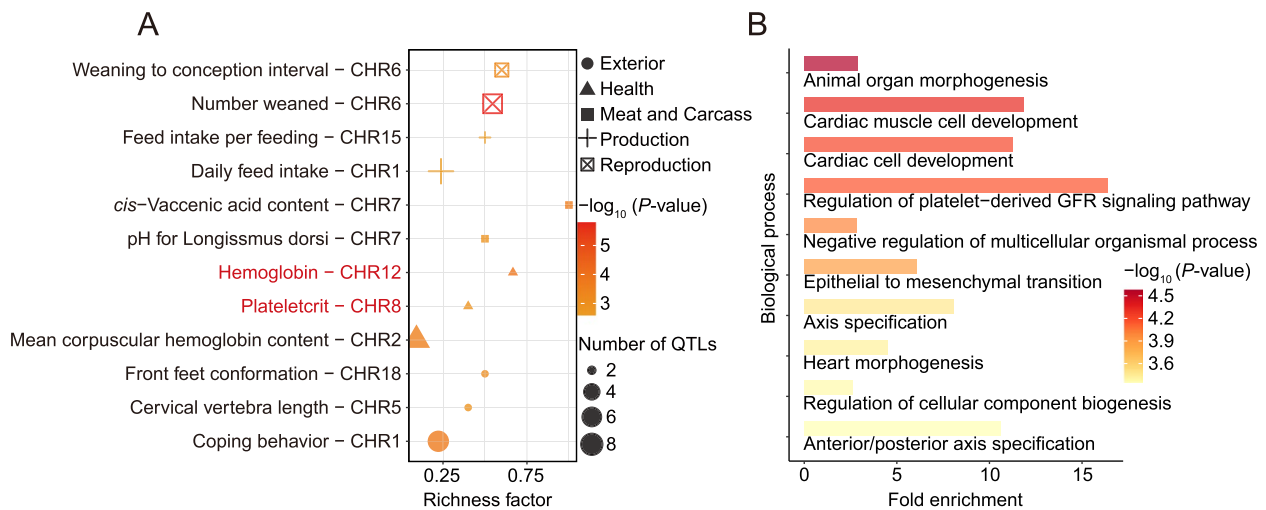 A
Weaning to conception interval − CHR6
Number weaned − CHR6
Feed intake per feeding − CHR15
Daily feed intake − CHR1
cis−Vaccenic acid content − CHR7
pH for Longissmus dorsi − CHR7
Hemoglobin − CHR12
Plateletcrit − CHR8
Mean corpuscular hemoglobin content − CHR2
Front feet conformation − CHR18
Cervical vertebra length − CHR5
Coping behavior − CHR1
0.25
0.75
Richness factor
Exterior
Health
Meat and Carcass
Production
Reproduction
−log10 (P-value)
5
4
3
Number of QTLs
2
4
6
8
B
Biological process
Animal organ morphogenesis
Cardiac muscle cell development
Cardiac cell development
Regulation of platelet−derived GFR signaling pathway
Negative regulation of multicellular organismal process
Epithelial to mesenchymal transition
Axis specification
Heart morphogenesis
Regulation of cellular component biogenesis
Anterior/posterior axis specification
0
5
10
15
Fold enrichment
−log10 (P-value)
4.5
4.2
3.9
3.6